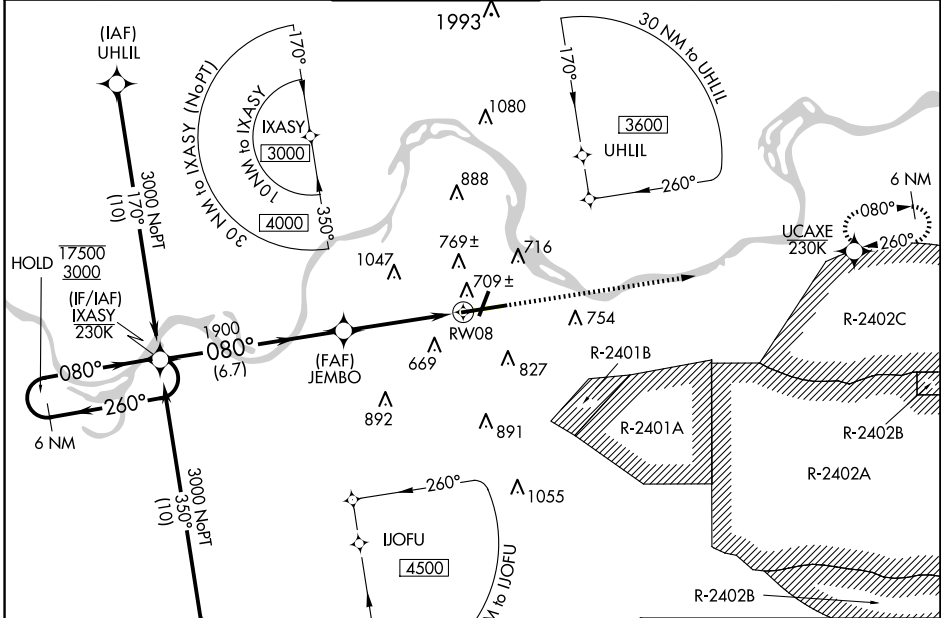 1993
(IAF)
UHLIL
3000 NoPT
170°
(10)
30 NM to IXASY (NoPT)
10NM to IXASY
170°
IXASY
3000
4000
350°
1080
888
30 NM to UHLIL
170°
3600
UHLIL
260°
6 NM
080°
260°
UCAXE
230K
HOLD
17500
3000
(IF/IAF)
IXASY
230K
1900
080°
(6.7)
080°
260°
6 NM
(FAF)
JEMBO
1047
769±
716
709±
RW08
754
669
827
892
891
1055
R-2401B
R-2401A
R-2402C
R-2402B
R-2402A
R-2402B
3000 NoPT
350°
(10)
260°
IJOFU
4500
M to IJOFU